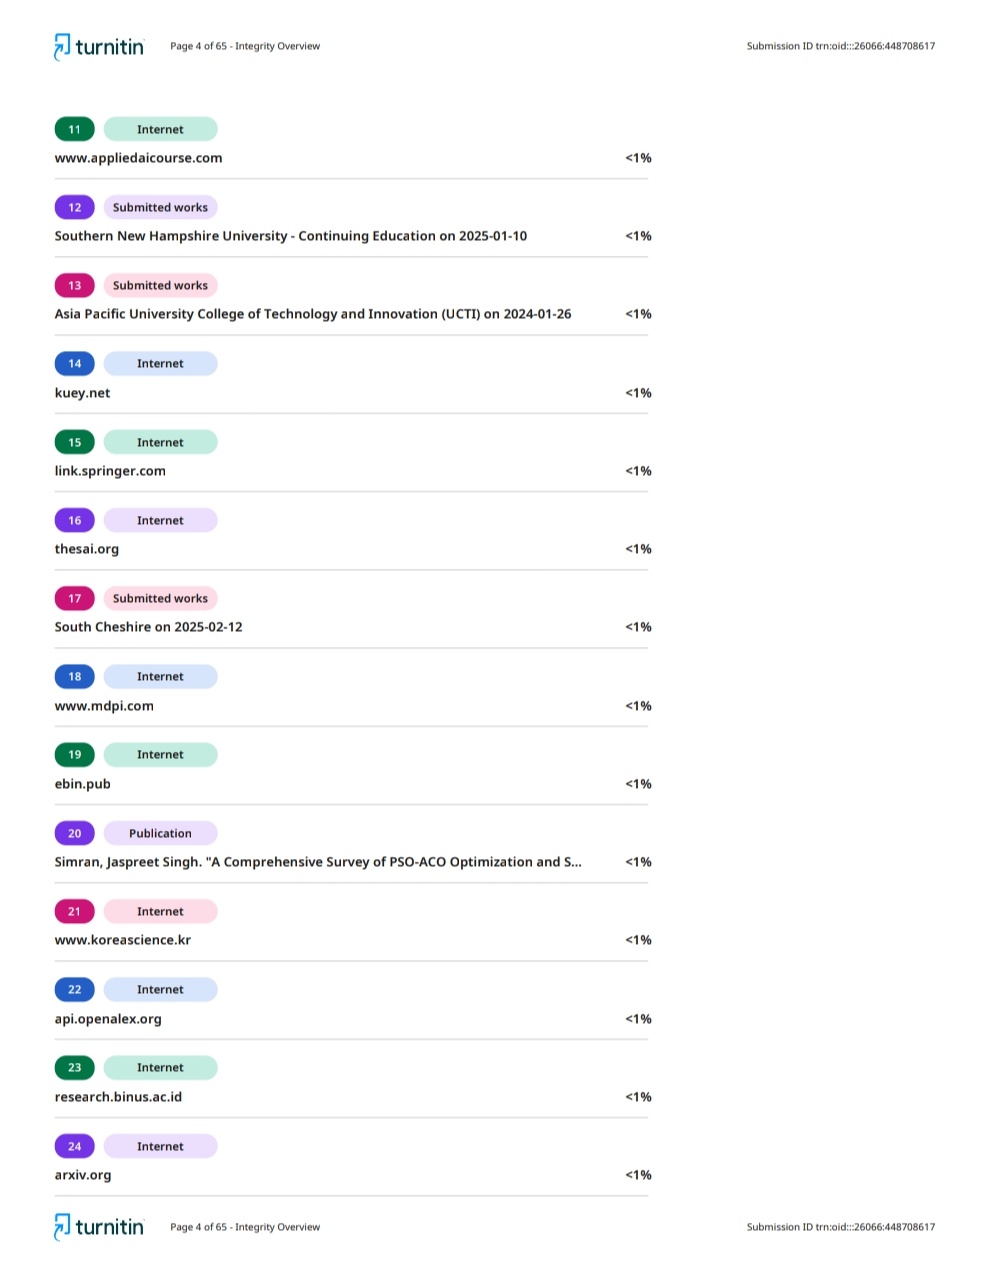 turnitin Page 4 of 65 - Integrity Overview Submission ID trn:oid:::26066:448708617
11 Internet
www.appliedaicourse.com <1%
12 Submitted works
Southern New Hampshire University - Continuing Education on 2025-01-10 <1%
13 Submitted works
Asia Pacific University College of Technology and Innovation (UCTI) on 2024-01-26 <1%
14 Internet
kuey.net <1%
15 Internet
link.springer.com <1%
16 Internet
thesai.org <1%
17 Submitted works
South Cheshire on 2025-02-12 <1%
18 Internet
www.mdpi.com <1%
19 Internet
ebin.pub <1%
20 Publication
Simran, Jaspreet Singh. "A Comprehensive Survey of PSO-ACO Optimization and S... <1%
21 Internet
www.koreascience.kr <1%
22 Internet
api.openalex.org <1%
23 Internet
research.binus.ac.id <1%
24 Internet
arxiv.org <1%
turnitin Page 4 of 65 - Integrity Overview Submission ID trn:oid:::26066:448708617